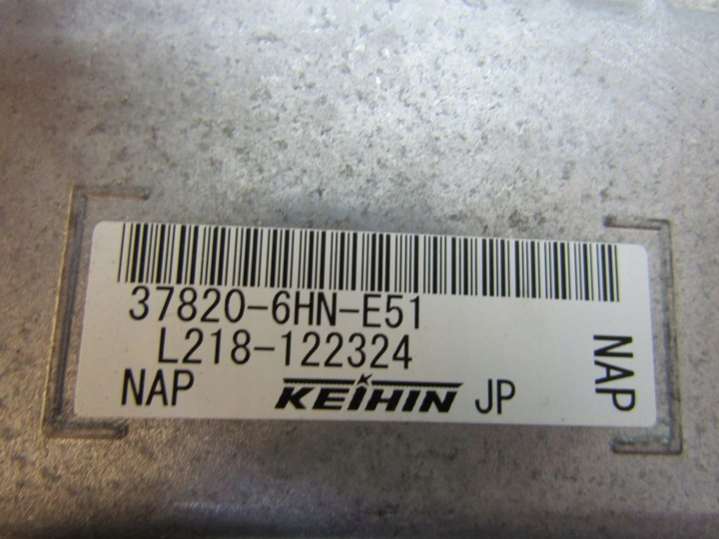 37820-6HN-E51
L218-122324
NAP KEIHIN JP
NAP